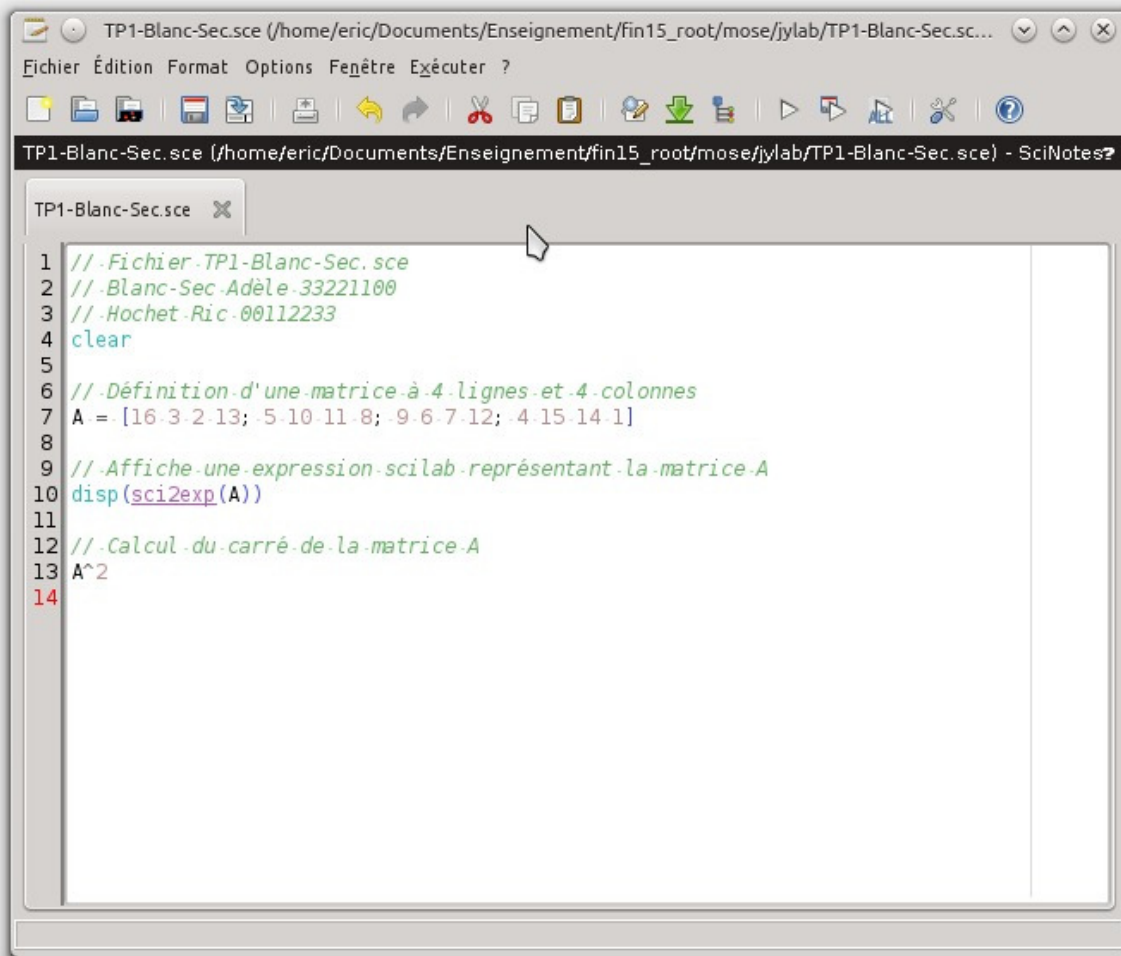 TP1-Blanc-Sec.sce (/home/eric/Documents/Enseignement/fin15_root/mose/jylab/TP1-Blanc-Sec.sc...
Fichier Édition Format Options Fenêtre Exécuter ?
TP1-Blanc-Sec.sce (/home/eric/Documents/Enseignement/fin15_root/mose/jylab/TP1-Blanc-Sec.sce) - SciNotes?
TP1-Blanc-Sec.sce
1 // Fichier TP1-Blanc-Sec.sce
2 // Blanc-Sec Adèle 33221100
3 // Hochet Ric 00112233
4 clear
5
6 // Définition d'une matrice à 4 lignes et 4 colonnes
7 A = [16 3 2 13; 5 10 11 8; 9 6 7 12; 4 15 14 1]
8
9 // Affiche une expression scilab représentant la matrice A
10 disp(sci2exp(A))
11
12 // Calcul du carré de la matrice A
13 A^2
14